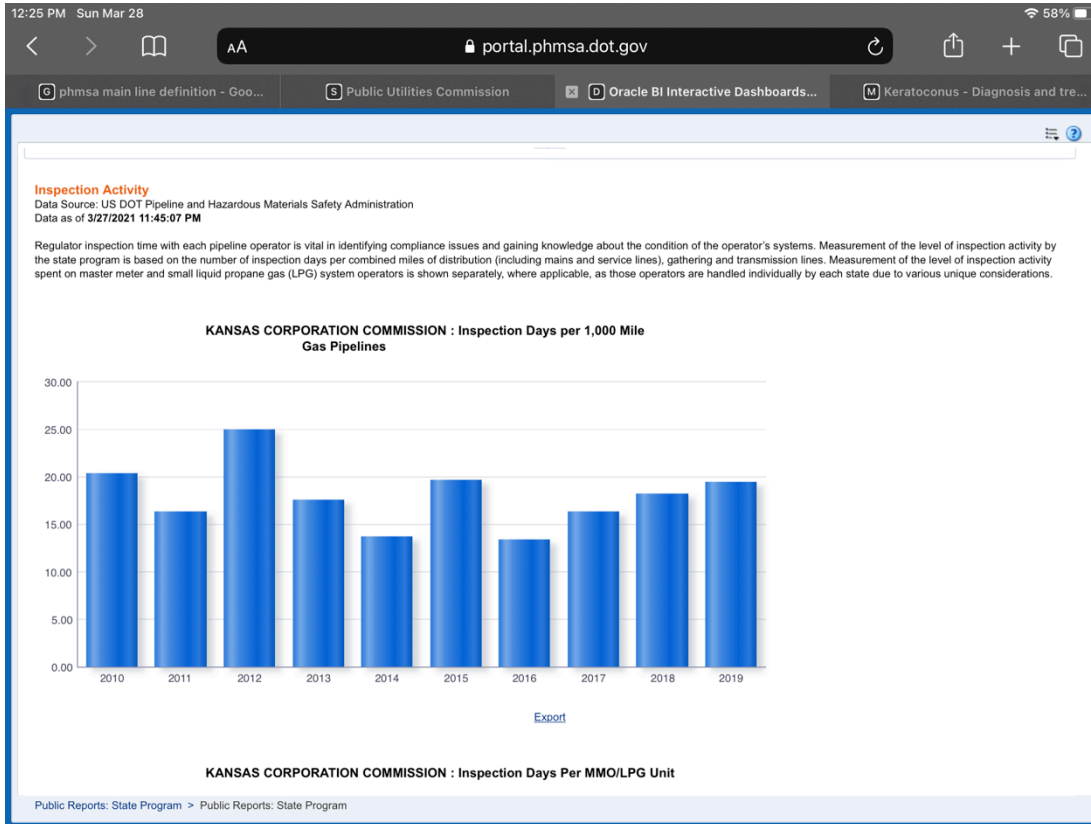 12:25 PM Sun Mar 28
58%
AA
portal.phmsa.dot.gov
G phmsa main line definition - Goo...
S Public Utilities Commission
D Oracle BI Interactive Dashboards...
M Keratoconus - Diagnosis and tre...
Inspection Activity
Data Source: US DOT Pipeline and Hazardous Materials Safety Administration
Data as of 3/27/2021 11:45:07 PM
Regulator inspection time with each pipeline operator is vital in identifying compliance issues and gaining knowledge about the condition of the operator's systems. Measurement of the level of inspection activity by
the state program is based on the number of inspection days per combined miles of distribution (including mains and service lines), gathering and transmission lines. Measurement of the level of inspection activity
spent on master meter and small liquid propane gas (LPG) system operators is shown separately, where applicable, as those operators are handled individually by each state due to various unique considerations.
KANSAS CORPORATION COMMISSION : Inspection Days per 1,000 Mile
Gas Pipelines
30.00
25.00
20.00
15.00
10.00
5.00
0.00
2010 2011 2012 2013 2014 2015 2016 2017 2018 2019
Export
KANSAS CORPORATION COMMISSION : Inspection Days Per MMO/LPG Unit
Public Reports: State Program > Public Reports: State Program